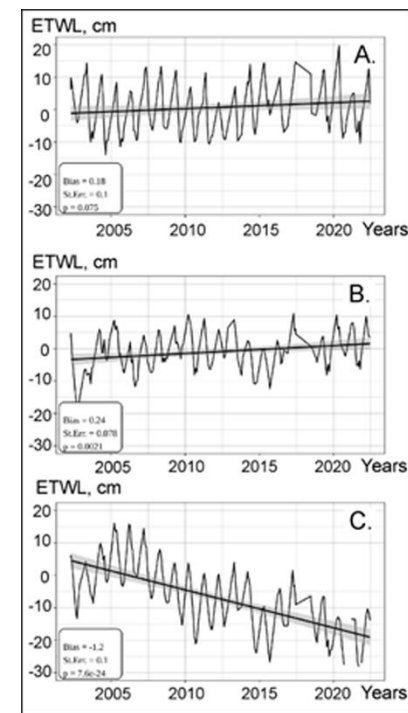 ETWL, cm
A.
20
10
0
-10
-20
-30
Bias = 0.18
St.Err. = 0.1
p = 0.075
2005 2010 2015 2020 Years
ETWL, cm
B.
20
10
0
-10
-20
-30
Bias = 0.24
St.Err. = 0.078
p = 0.0021
2005 2010 2015 2020 Years
ETWL, cm
C.
20
10
0
-10
-20
-30
Bias = -1.2
St.Err. = 0.1
p = 7.6e-24
2005 2010 2015 2020 Years